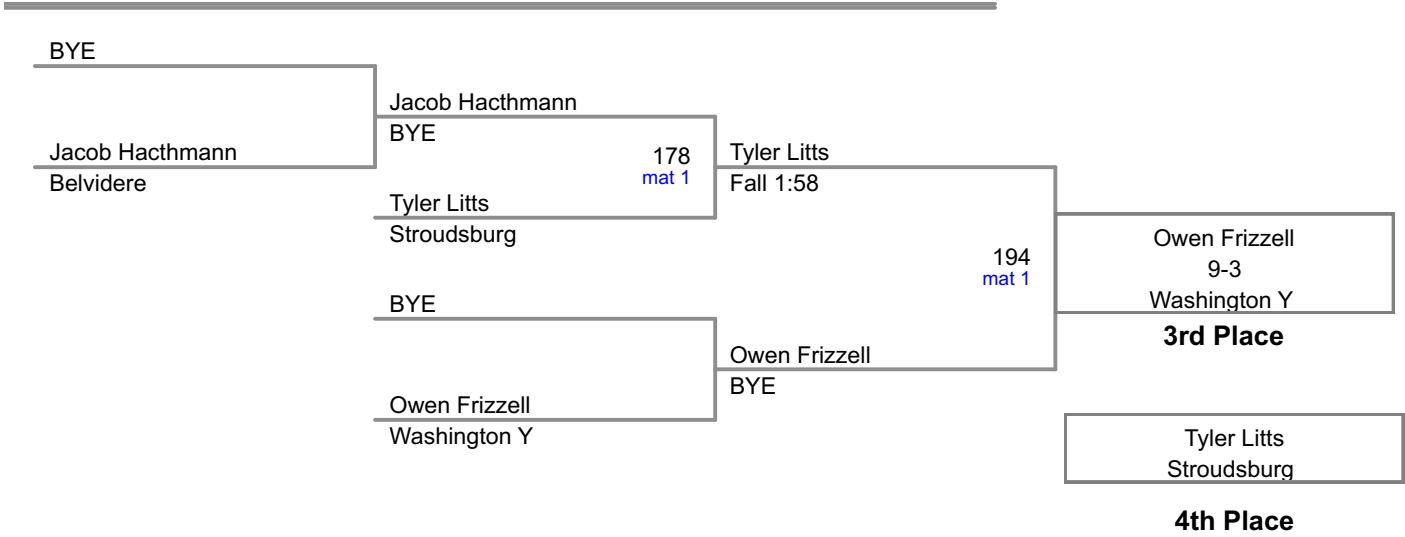 BYE
Jacob Hacthmann
BYE
Jacob Hacthmann
Belvidere
178
mat 1
Tyler Litts
Fall 1:58
Tyler Litts
Stroudsburg
194
mat 1
Owen Frizzell
9-3
Washington Y
3rd Place
BYE
Owen Frizzell
BYE
Owen Frizzell
Washington Y
Tyler Litts
Stroudsburg
4th Place